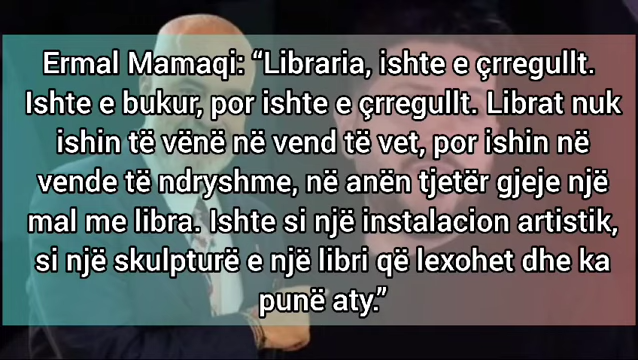 Ermal Mamaqi: “Libraria, ishte e çrregullt.
Ishte e bukur, por ishte e çrregullt. Librat nuk
ishin të vënë në vend të vet, por ishin në
vende të ndryshme, në anën tjetër gjeje një
mal me libra. Ishte si një instalacion artistik,
si një skulpturë e një libri që lexohet dhe ka
punë aty.”